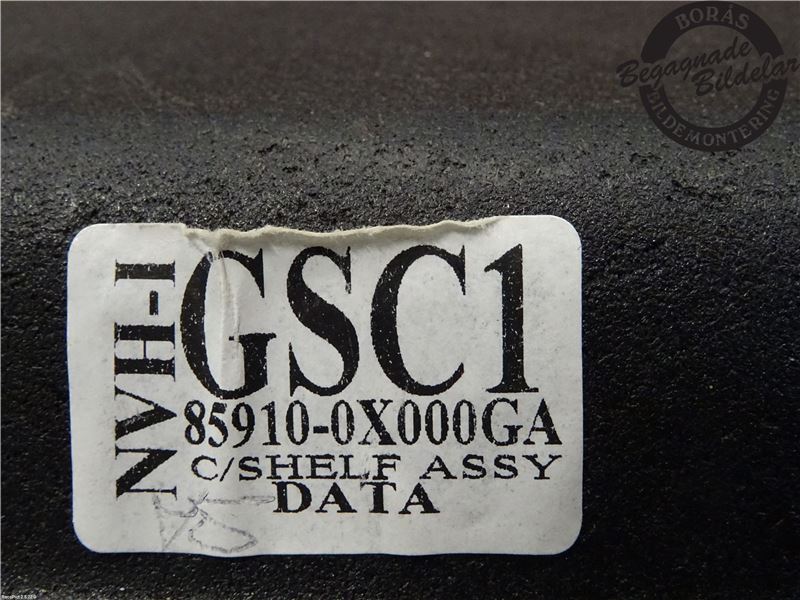 BORÅS
Begagnade
Bildelar
BILDEMONTERING
NVH-I
GSC1
85910-0X000GA
C/SHELF ASSY
DATA